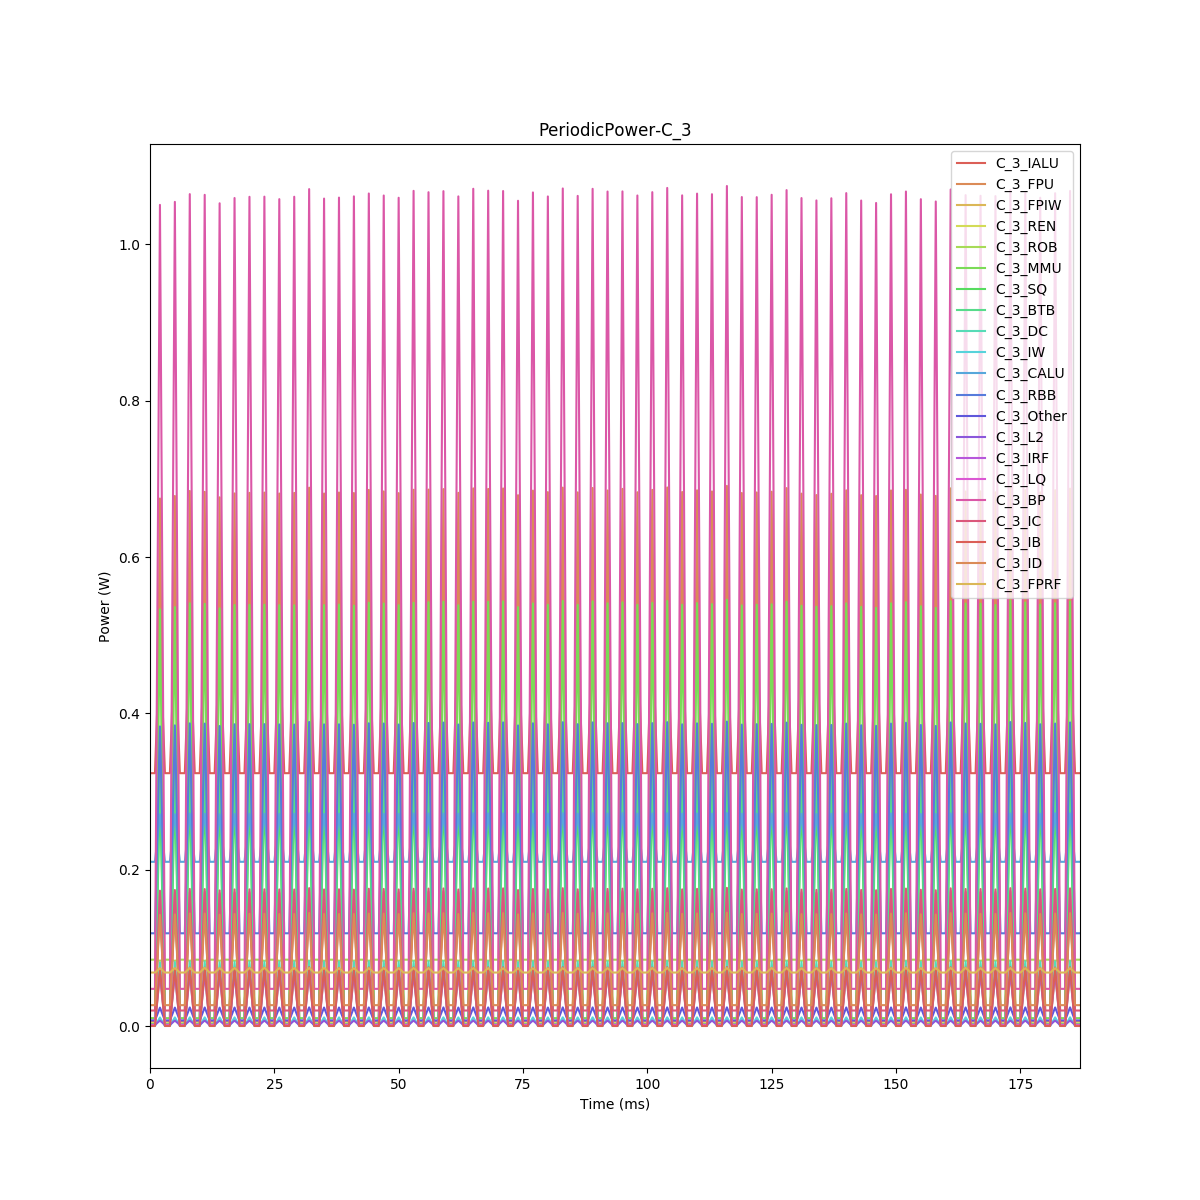 PeriodicPower-C_3
C_3_IALU
C_3_FPU
C_3_FPIW
C_3_REN
C_3_ROB
C_3_MMU
C_3_SQ
C_3_BTB
C_3_DC
C_3_IW
C_3_CALU
C_3_RBB
C_3_Other
C_3_L2
C_3_IRF
C_3_LQ
C_3_BP
C_3_IC
C_3_IB
C_3_ID
C_3_FPRF
Power (W)
1.0
0.8
0.6
0.4
0.2
0.0
0 25 50 75 100 125 150 175
Time (ms)